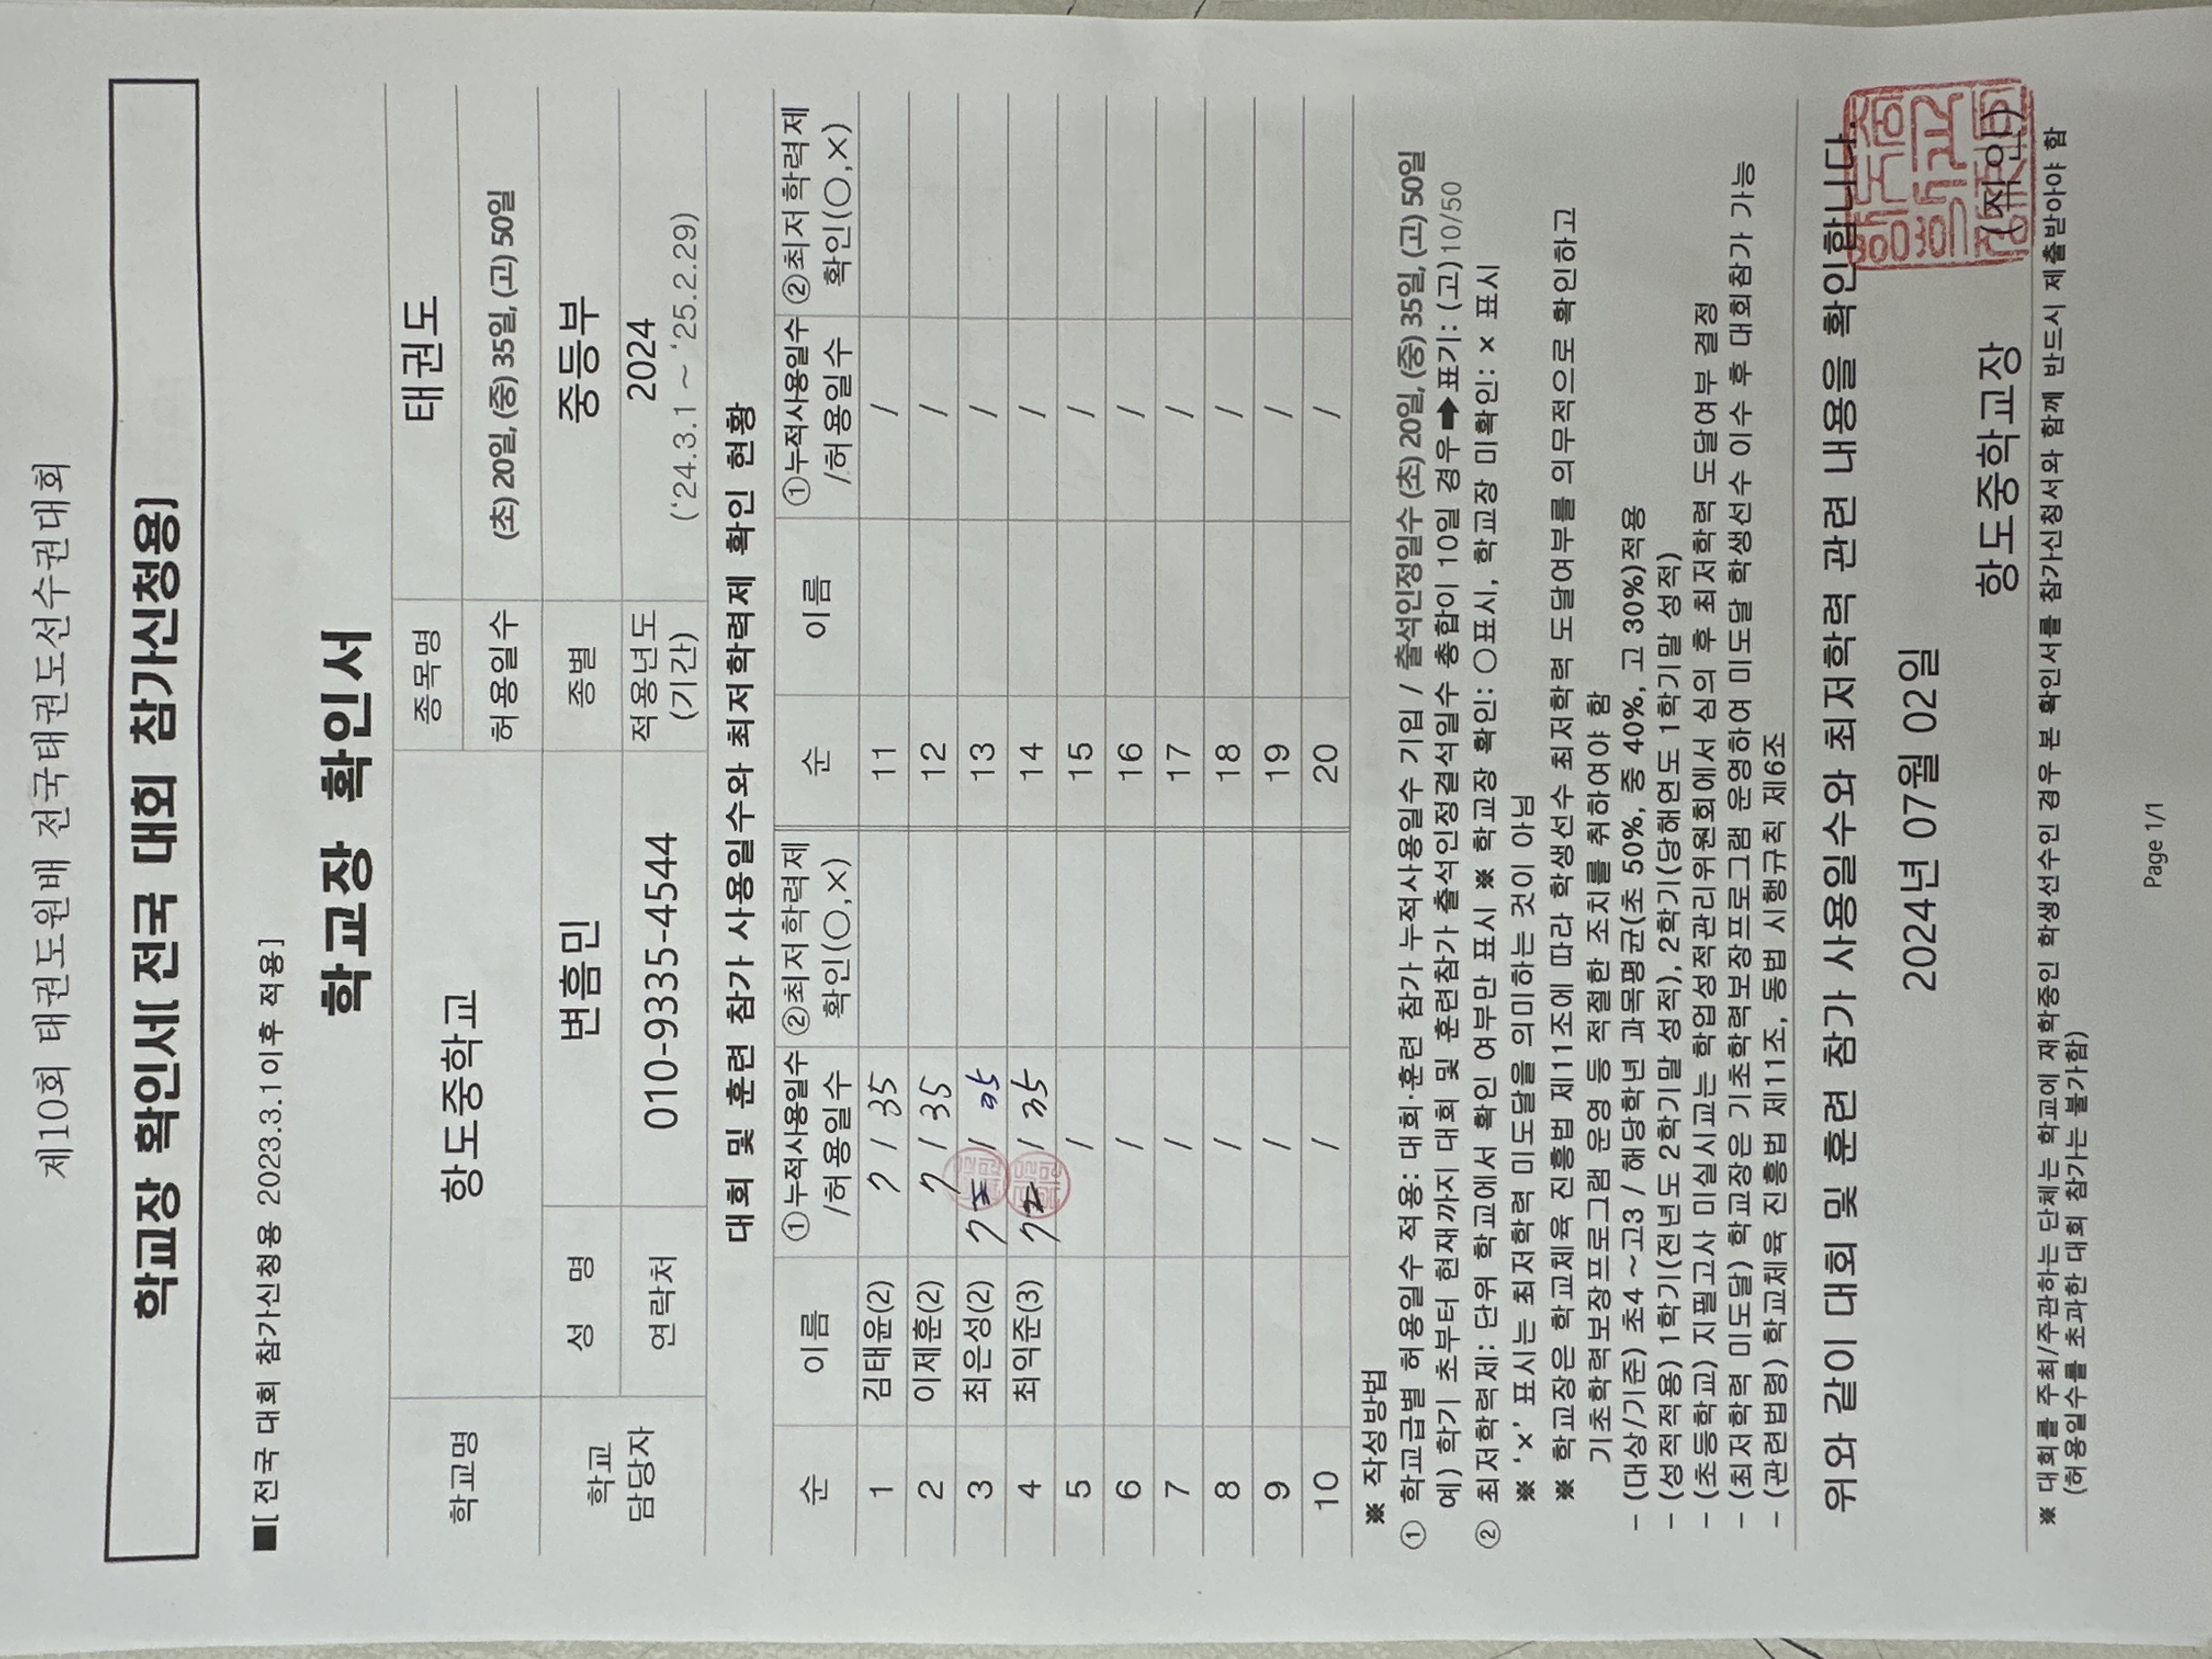 제10회 태권도원배 전국태권도선수권대회
학교장 확인서[전국 대회 참가신청용]
■[ 전국 대회 참가신청용 2023.3.1이후 적용]
학교장 확인서
학교명 항도중학교 종목명 태권도
허용일수 (초) 20일, (중) 35일, (고) 50일
학교 담당자 성 명 변흠민 종별 중등부
연락처 010-9335-4544 적용년도 (기간) 2024 ('24.3.1 ~ '25.2.29)
대회 및 훈련 참가 사용일수와 최저학력제 확인 현황
순 이름 ①누적사용일수 /허용일수 ②최저학력제 확인(○,×) 순 이름 ①누적사용일수 /허용일수 ②최저학력제 확인(○,×)
1 김태윤(2) 7 / 35 11 /
2 이제훈(2) 7 / 35 12 /
3 최은성(2) 7 / 35 13 /
4 최익준(3) 7 / 35 14 /
5 / 15 /
6 / 16 /
7 / 17 /
8 / 18 /
9 / 19 /
10 / 20 /
※ 작성방법
① 학교급별 허용일수 적용: 대회·훈련 참가 누적사용일수 기입 / 출석인정일수 (초) 20일, (중) 35일, (고) 50일
예) 학기 초부터 현재까지 대회 및 훈련참가 출석인정결석일수 총합이 10일 경우 ➡ 표기: (고)10/50
② 최저학력제: 단위 학교에서 확인 여부만 표시 ※ 학교장 확인: ○표시, 학교장 미확인: × 표시
※ '×' 표시는 최저학력 미도달을 의미하는 것이 아님
※ 학교장은 학교체육 진흥법 제11조에 따라 학생선수 최저학력 도달여부를 의무적으로 확인하고
기초학력보장프로그램 운영 등 적절한 조치를 취하여야 함
- (대상/기준) 초4 ~고3 / 해당학년 과목평균(초 50%, 중 40%, 고 30%)적용
- (성적적용) 1학기(전년도 2학기말 성적), 2학기(당해연도 1학기말 성적)
- (초등학교) 지필고사 미실시교는 학업성적관리위원회에서 심의 후 최저학력 도달여부 결정
- (최저학력 미도달) 학교장은 기초학력보장프로그램 운영하여 미도달 학생선수 이수 후 대회참가 가능
- (관련법령) 학교체육 진흥법 제11조, 동법 시행규칙 제6조
위와 같이 대회 및 훈련 참가 사용일수와 최저학력 관련 내용을 확인합니다.
2024년 07월 02일
항도중학교장 (직인)
※ 대회를 주최/주관하는 단체는 학교에 재학중인 학생선수인 경우 본 확인서를 참가신청서와 함께 반드시 제출받아야 함
(허용일수를 초과한 대회 참가는 불가함)
Page 1/1